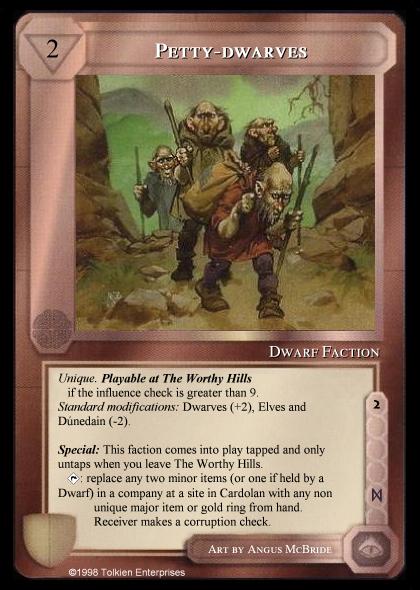 2
PETTY-DWARVES
DWARF FACTION
Unique. Playable at The Worthy Hills
if the influence check is greater than 9.
Standard modifications: Dwarves (+2), Elves and
Dúnedain (-2).
2
Special: This faction comes into play tapped and only
untaps when you leave The Worthy Hills.
: replace any two minor items (or one if held by a
Dwarf) in a company at a site in Cardolan with any non
unique major item or gold ring from hand.
Receiver makes a corruption check.
ART BY ANGUS MCBRIDE
©1998 Tolkien Enterprises